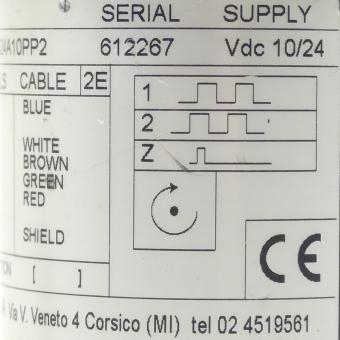 SERIAL SUPPLY
24A10PP2 612267 Vdc 10/24
CABLE 2E
BLUE
WHITE
BROWN
GREEN
RED
SHIELD
[ ]
1
2
Z
CE
Via V. Veneto 4 Corsico (MI) tel 02 4519561